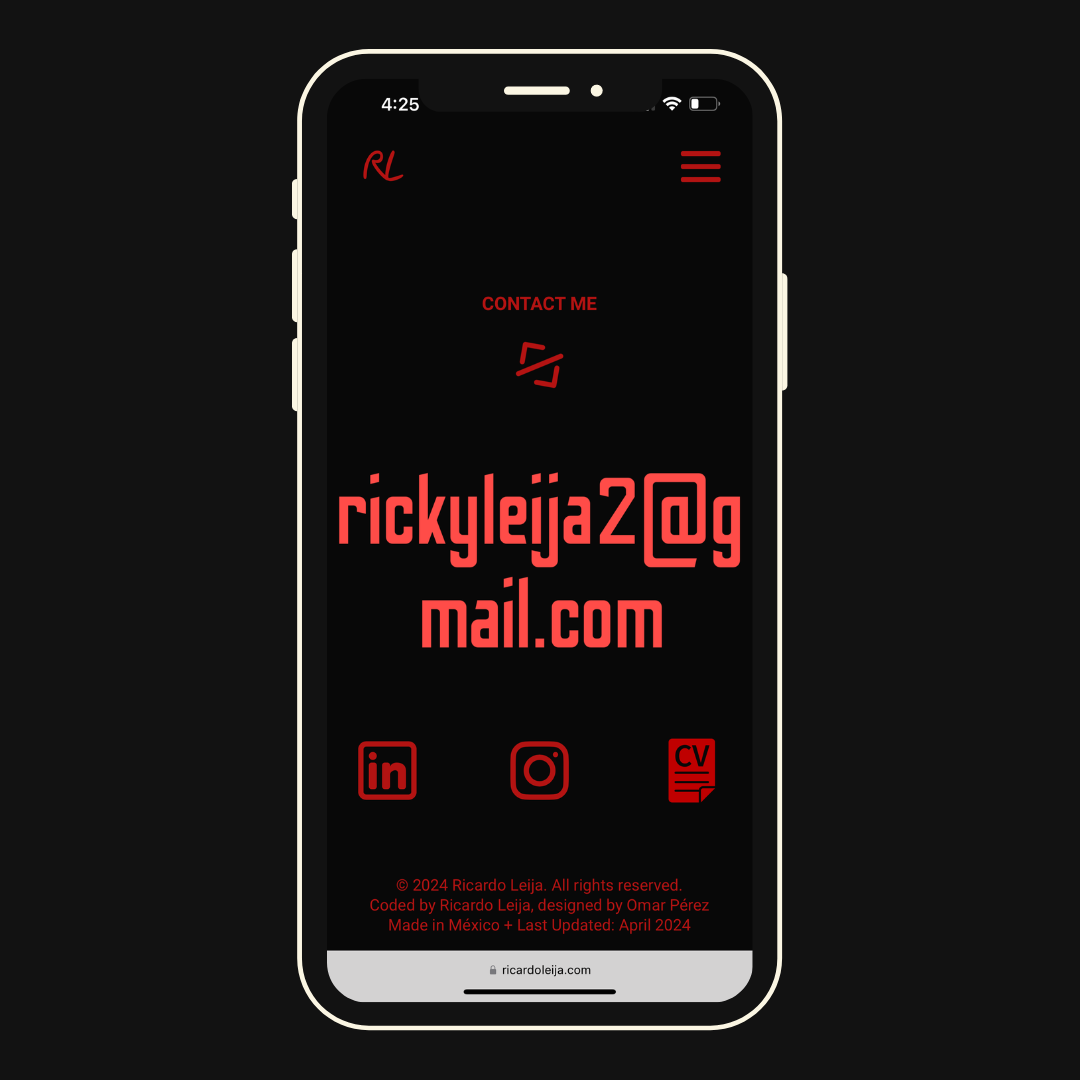 4:25
RL
CONTACT ME
rickyleija2@g
mail.com
in
CV
© 2024 Ricardo Leija. All rights reserved.
Coded by Ricardo Leija, designed by Omar Pérez
Made in México + Last Updated: April 2024
ricardoleija.com